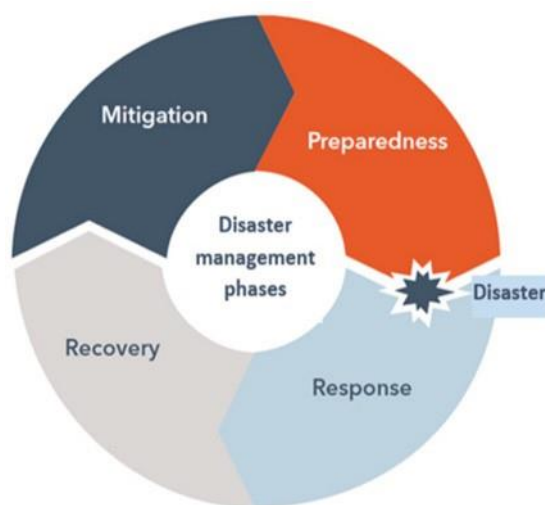 Mitigation
Preparedness
Disaster
management
phases
Disaster
Recovery
Response